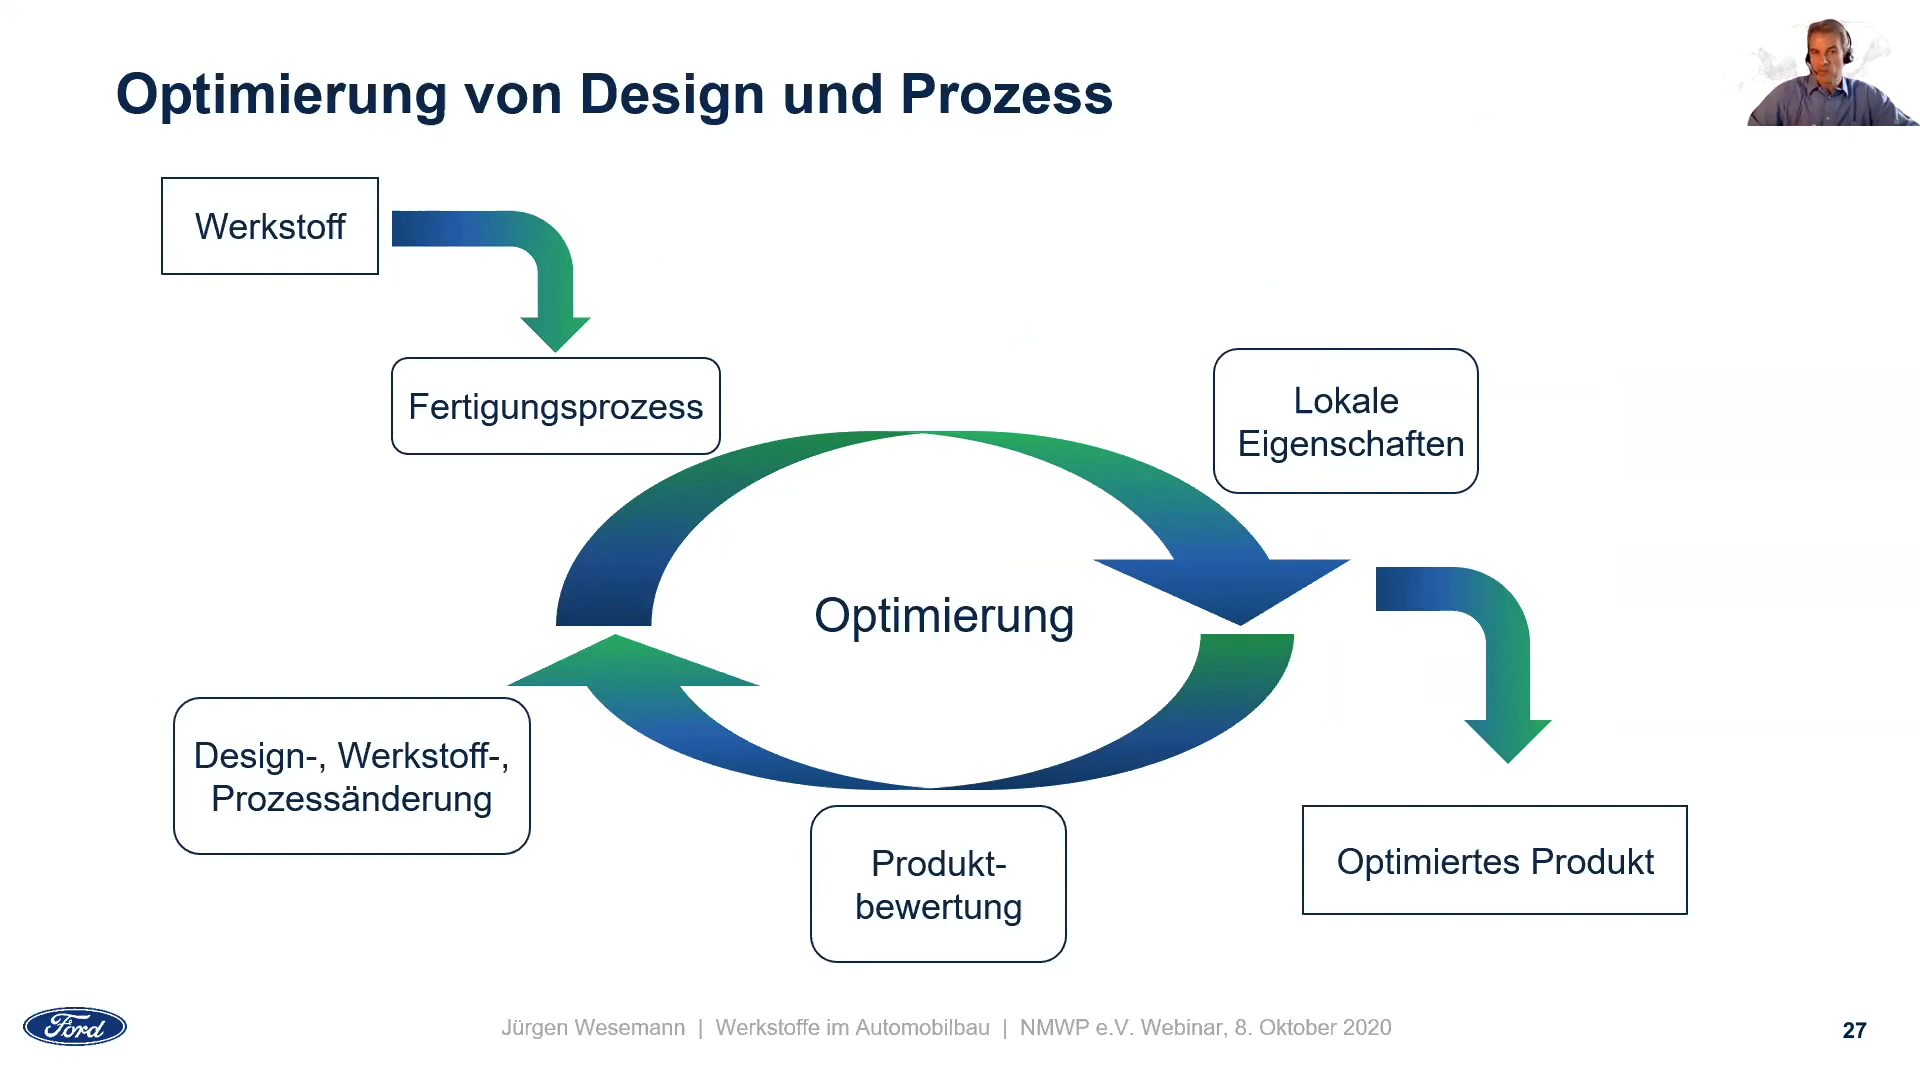 Optimierung von Design und Prozess
Werkstoff
Fertigungsprozess
Lokale
Eigenschaften
Optimierung
Design-, Werkstoff-,
Prozessänderung
Produkt-
bewertung
Optimiertes Produkt
Ford
Jürgen Wesemann | Werkstoffe im Automobilbau | NMWP e.V. Webinar, 8. Oktober 2020
27